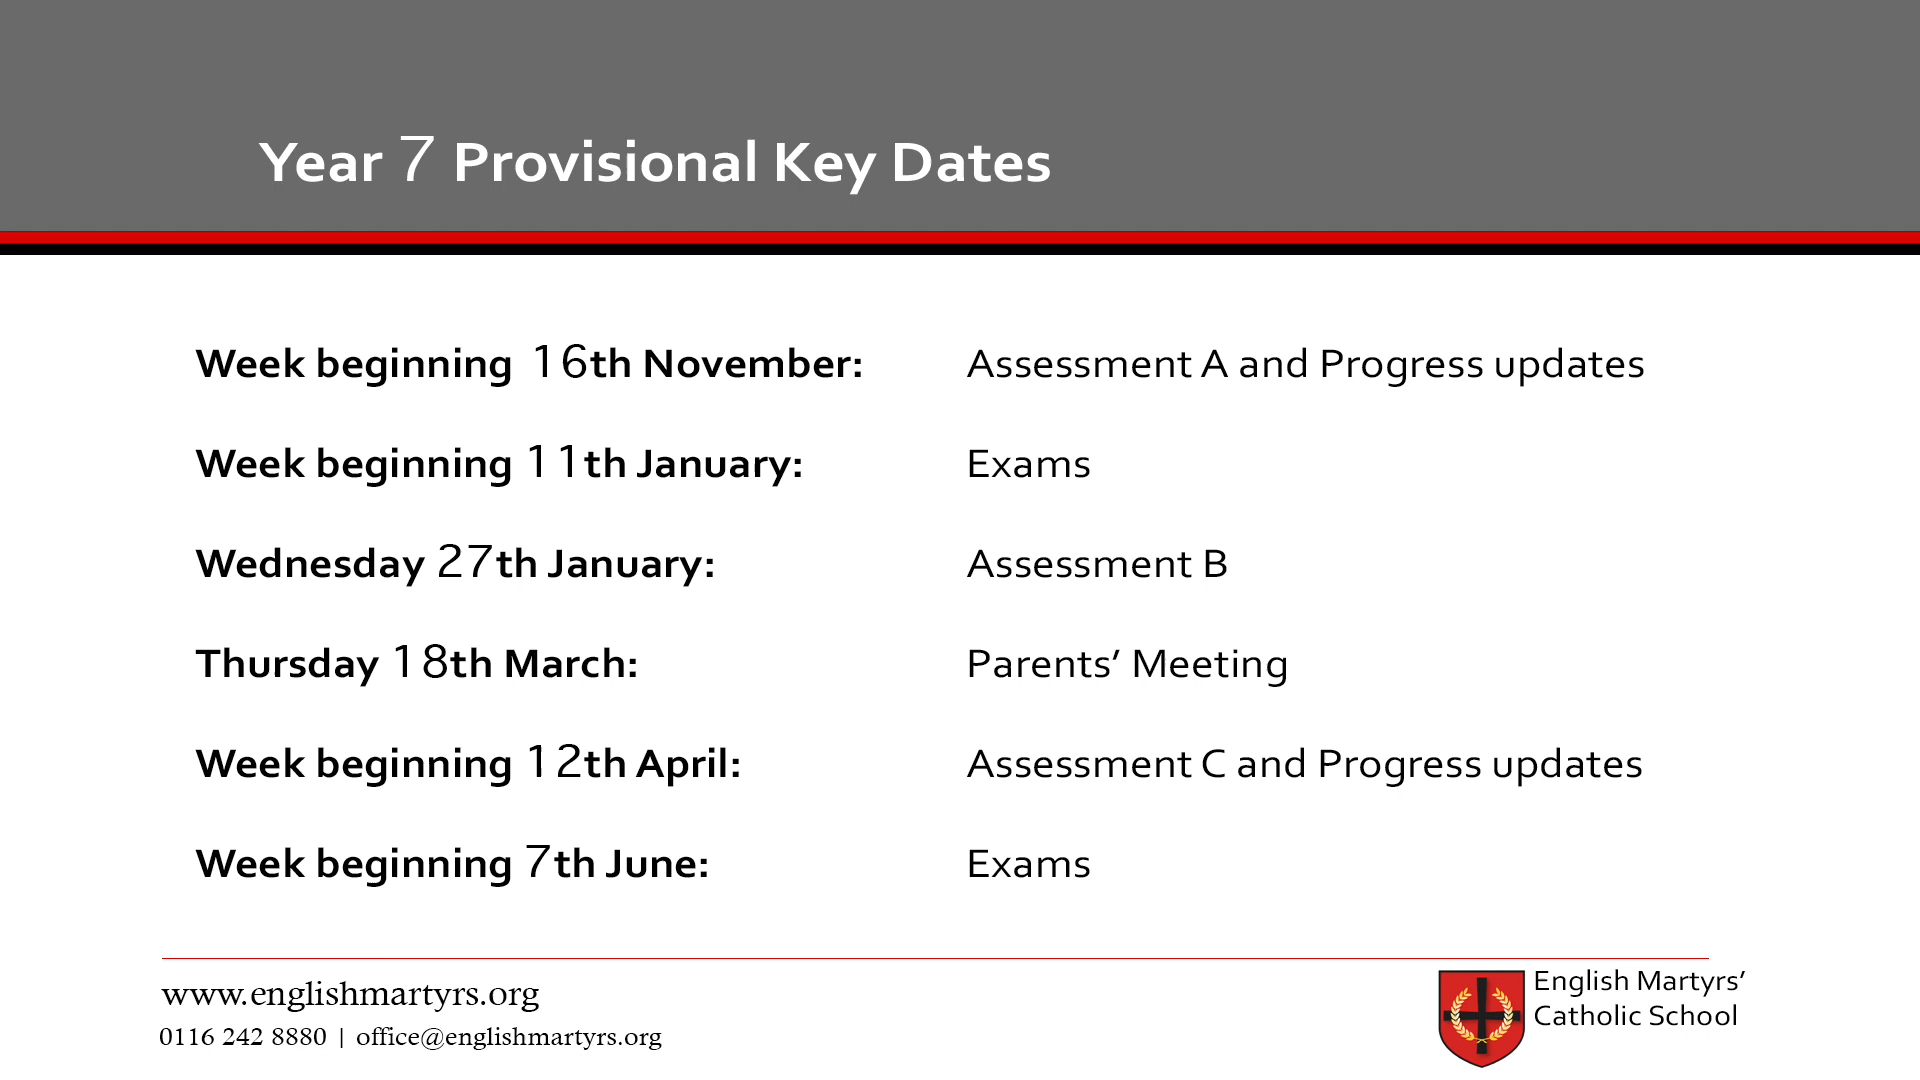 Year 7 Provisional Key Dates
Week beginning 16th November: Assessment A and Progress updates
Week beginning 11th January: Exams
Wednesday 27th January: Assessment B
Thursday 18th March: Parents’ Meeting
Week beginning 12th April: Assessment C and Progress updates
Week beginning 7th June: Exams
www.englishmartyrs.org
0116 242 8880 | office@englishmartyrs.org
English Martyrs’
Catholic School